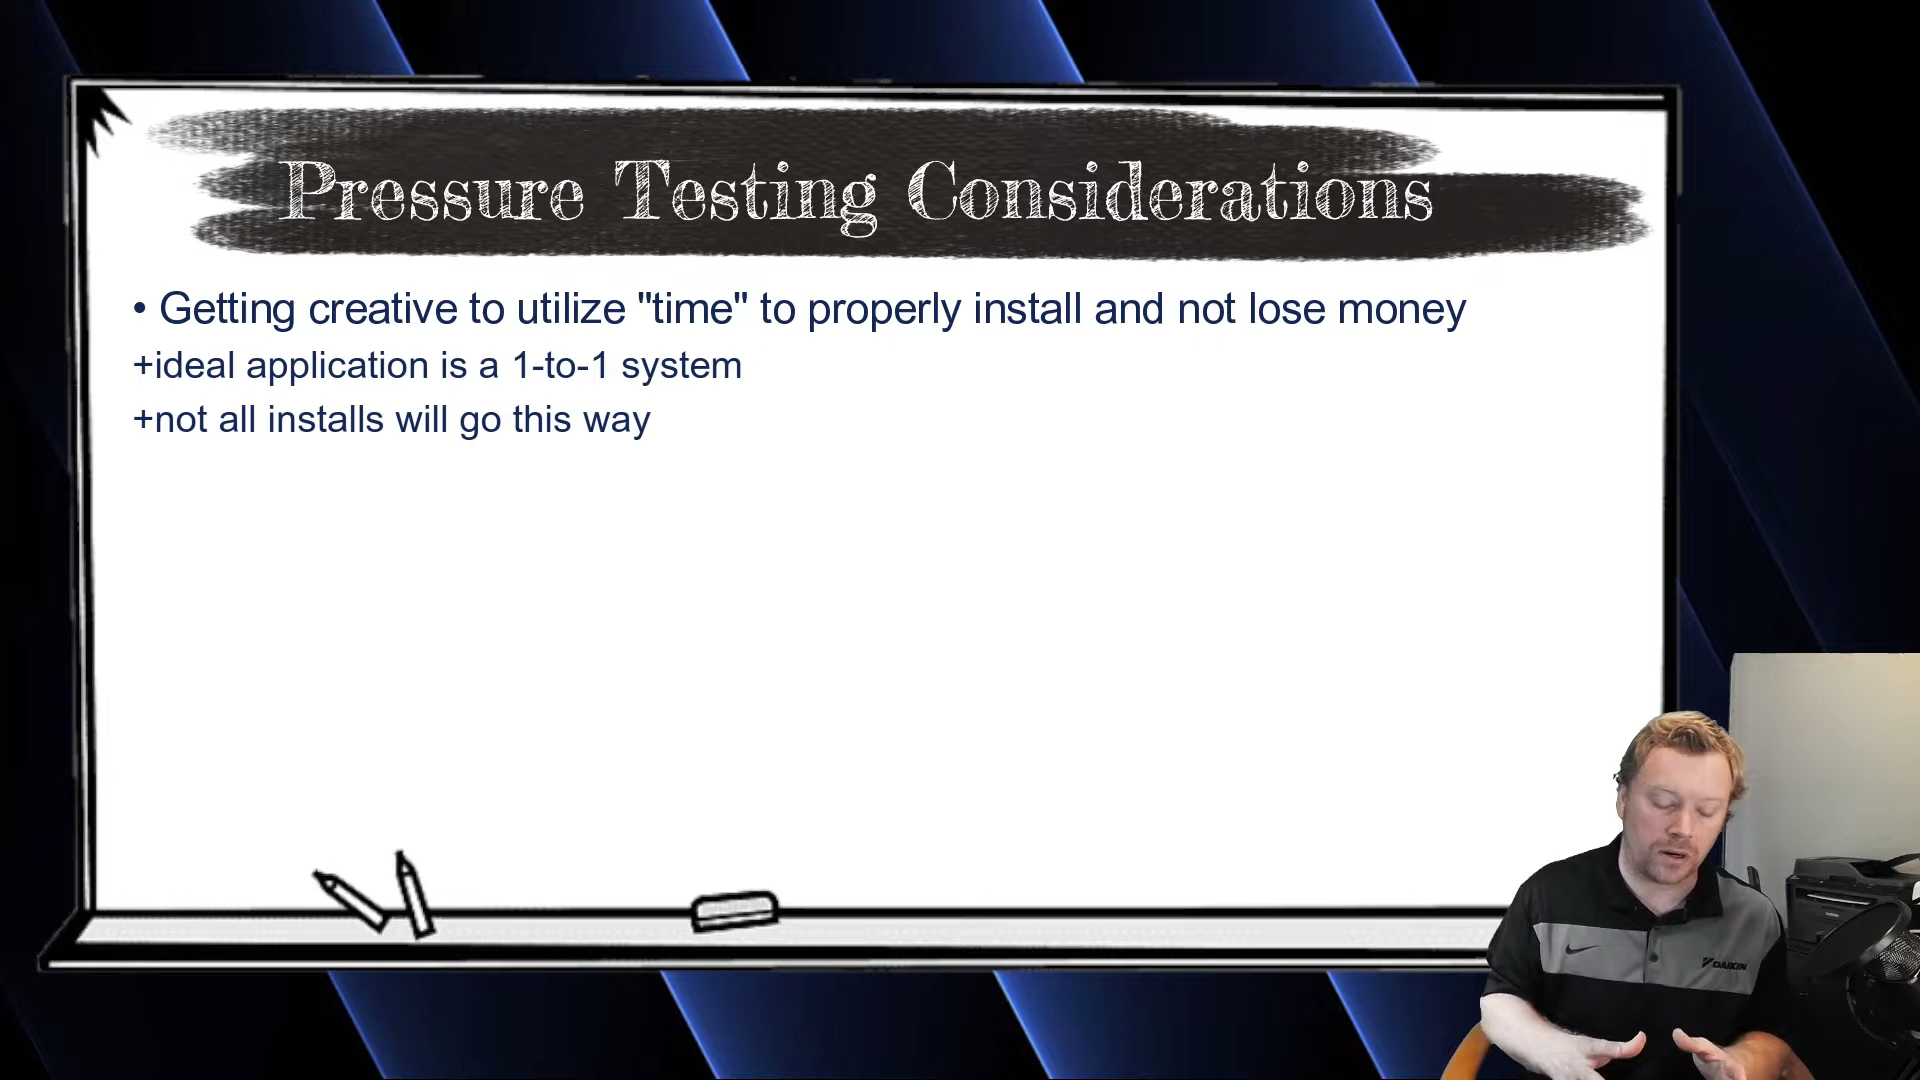 Pressure Testing Considerations
• Getting creative to utilize "time" to properly install and not lose money
+ideal application is a 1-to-1 system
+not all installs will go this way
DAIKIN